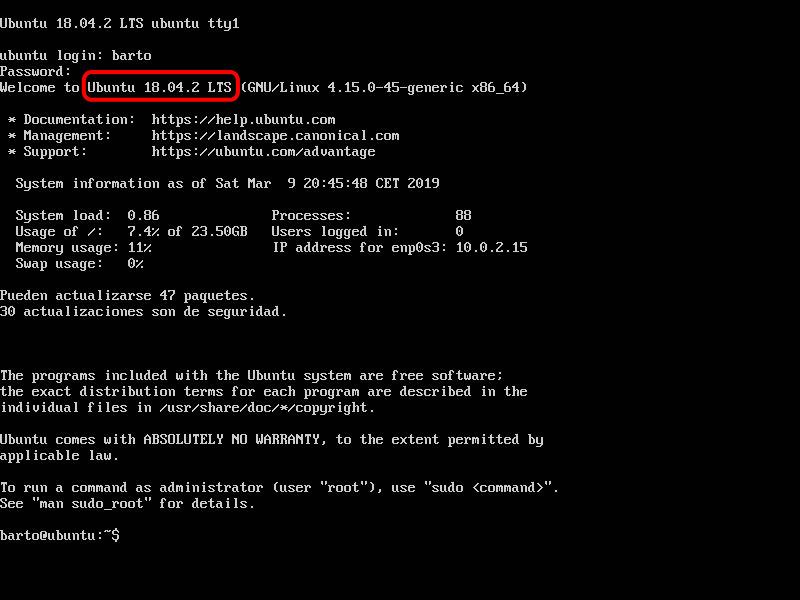 Ubuntu 18.04.2 LTS ubuntu tty1
ubuntu login: barto
Password:
Welcome to Ubuntu 18.04.2 LTS (GNU/Linux 4.15.0-45-generic x86_64)
* Documentation:  https://help.ubuntu.com
* Management:     https://landscape.canonical.com
* Support:        https://ubuntu.com/advantage
System information as of Sat Mar  9 20:45:48 CET 2019
System load:  0.86              Processes:             88
Usage of /:   7.4% of 23.50GB   Users logged in:       0
Memory usage: 11%               IP address for enp0s3: 10.0.2.15
Swap usage:   0%
Pueden actualizarse 47 paquetes.
30 actualizaciones son de seguridad.
The programs included with the Ubuntu system are free software;
the exact distribution terms for each program are described in the
individual files in /usr/share/doc/*/copyright.
Ubuntu comes with ABSOLUTELY NO WARRANTY, to the extent permitted by
applicable law.
To run a command as administrator (user "root"), use "sudo <command>".
See "man sudo_root" for details.
barto@ubuntu:~$